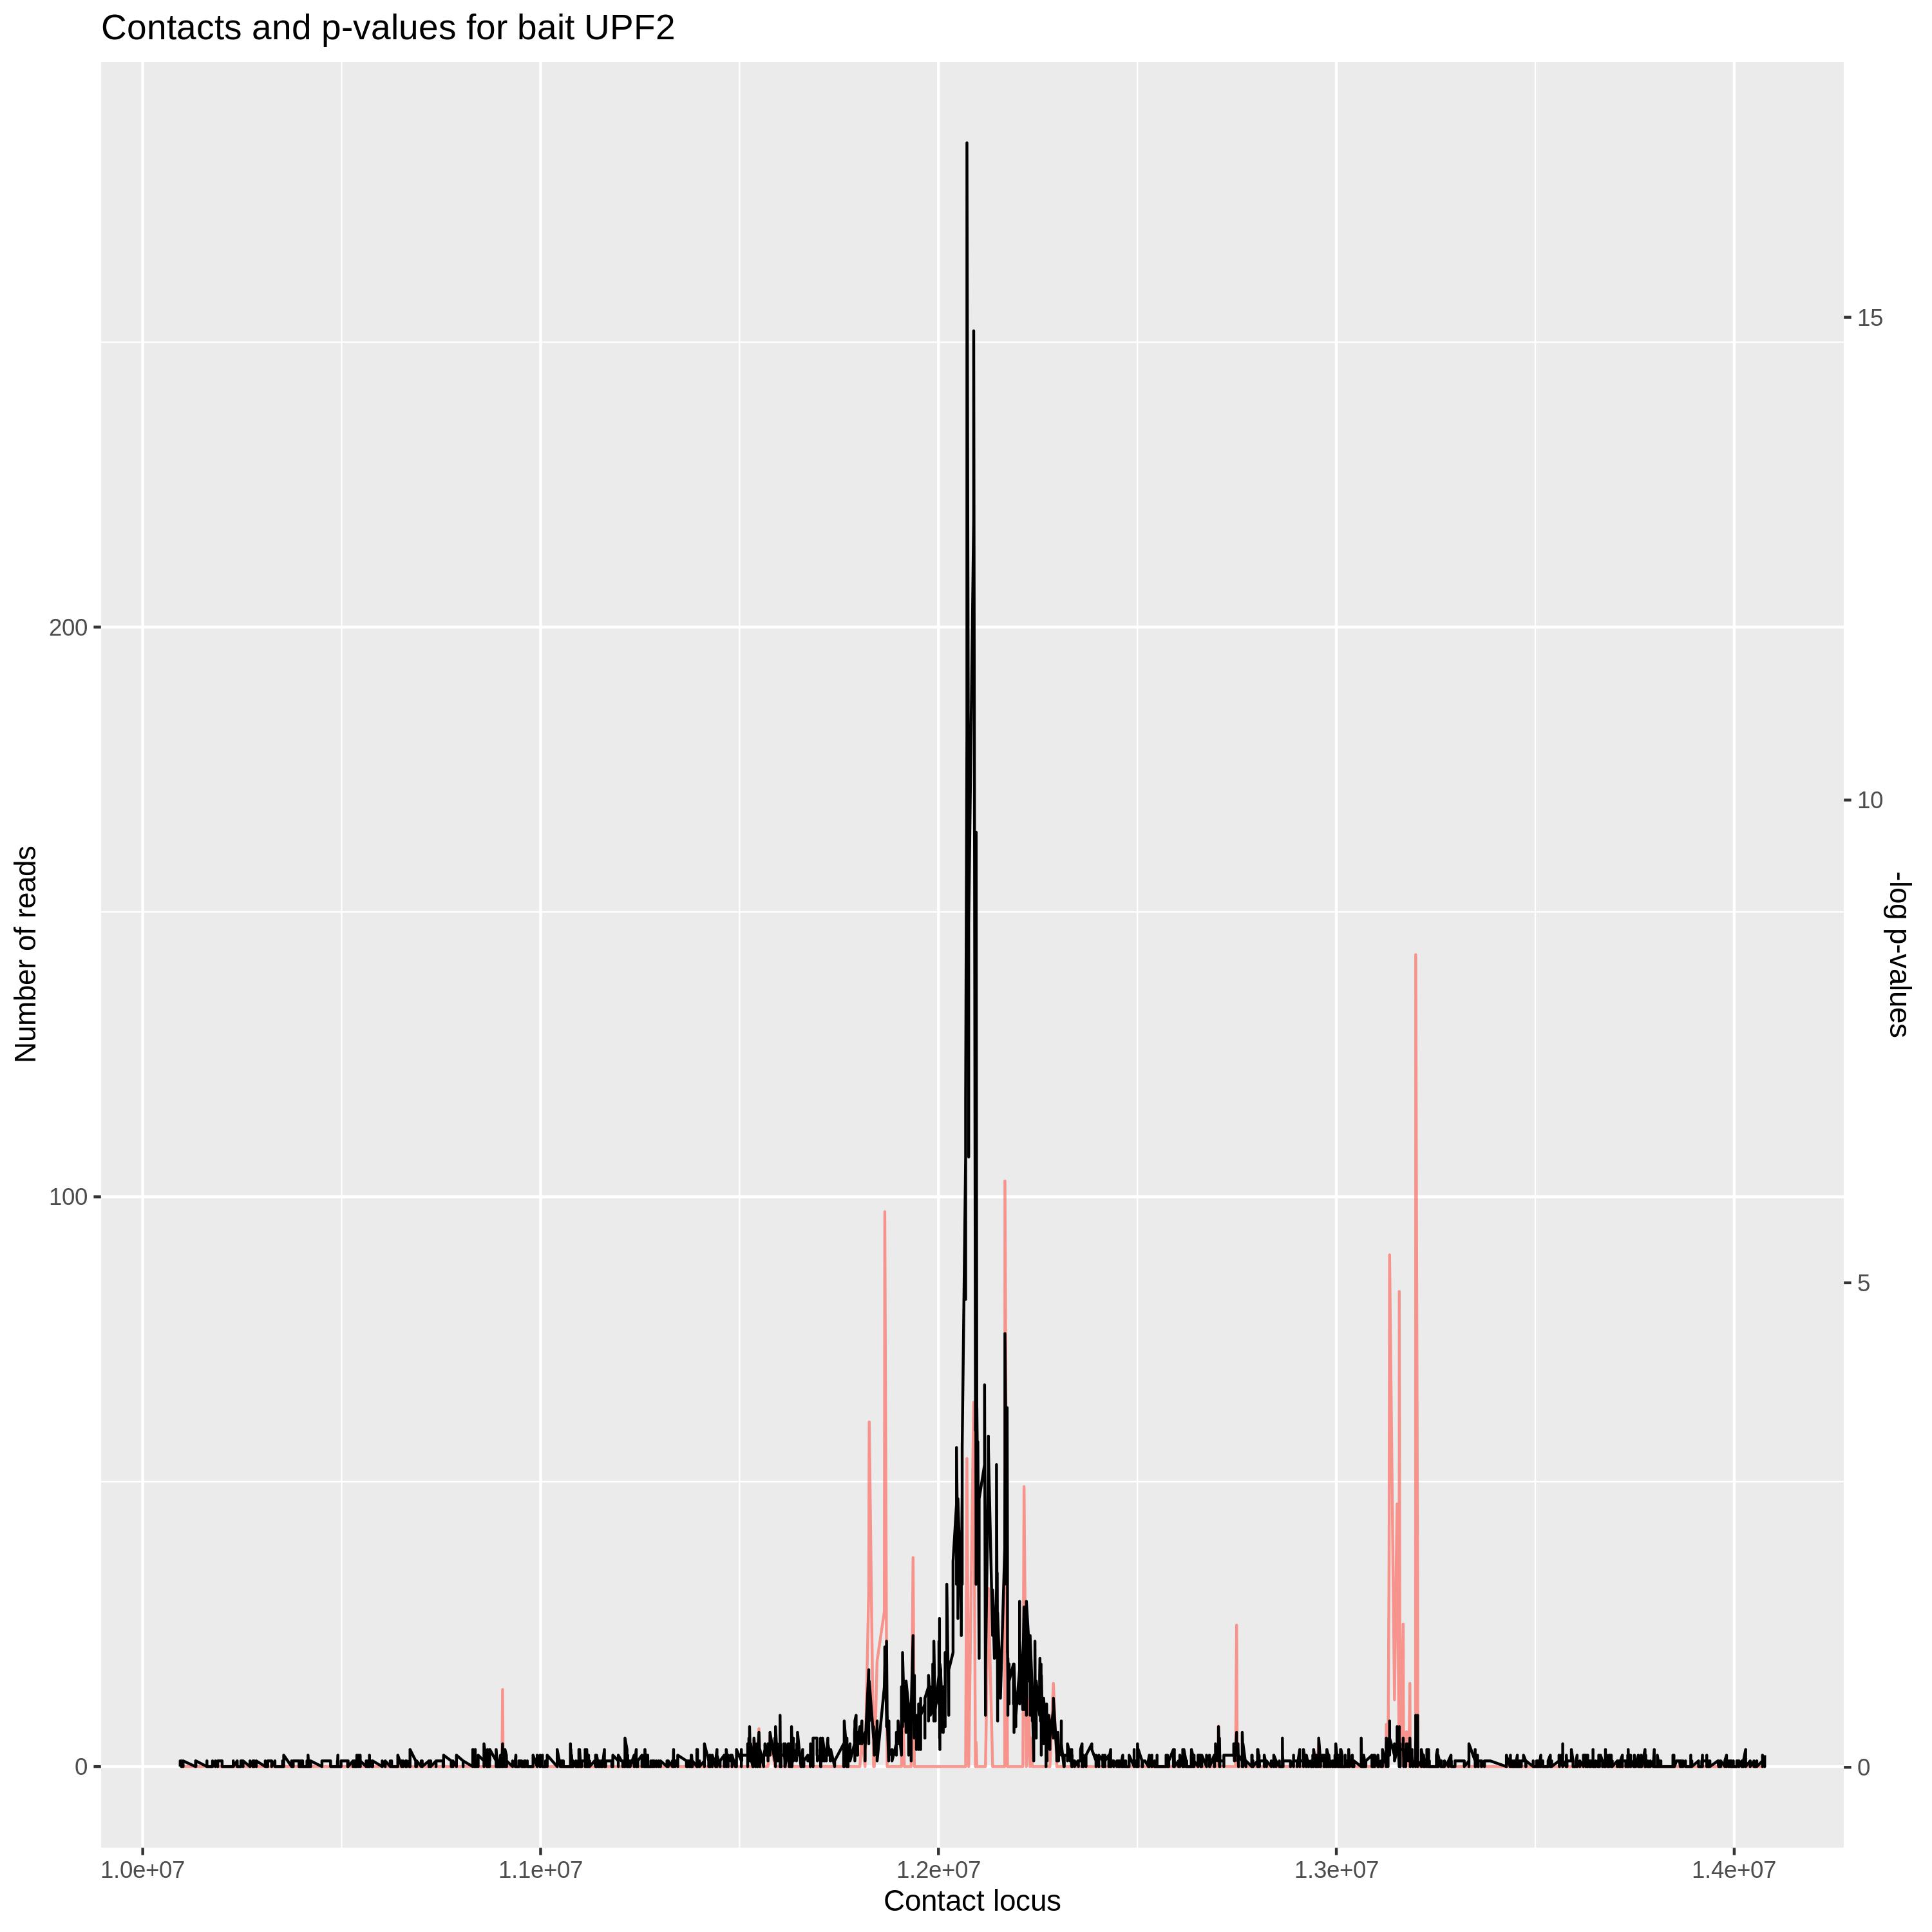 Contacts and p-values for bait UPF2
Number of reads
200
100
0
15
10
5
0
-log p-values
1.0e+07 1.1e+07 1.2e+07 1.3e+07 1.4e+07
Contact locus